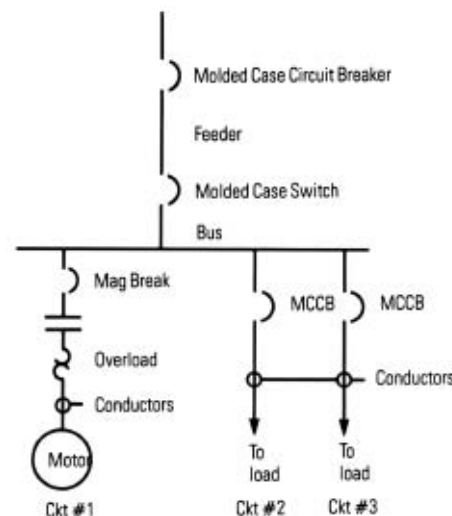 Molded Case Circuit Breaker
Feeder
Molded Case Switch
Bus
Mag Break
MCCB
MCCB
Overload
Conductors
Conductors
Motor
To
load
To
load
Ckt #1
Ckt #2
Ckt #3